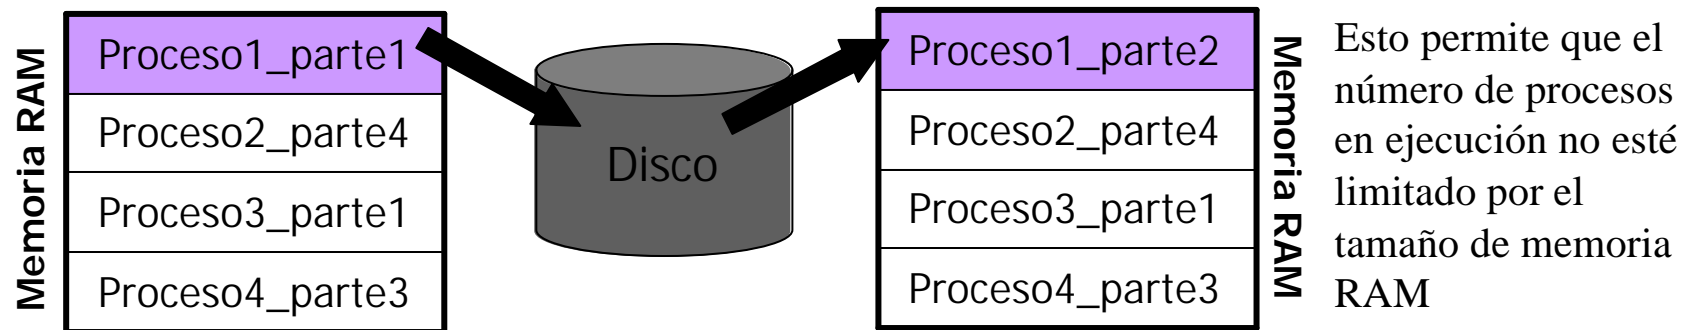 Memoria RAM
Proceso1_parte1
Proceso2_parte4
Proceso3_parte1
Proceso4_parte3
Disco
Proceso1_parte2
Proceso2_parte4
Proceso3_parte1
Proceso4_parte3
Memoria RAM
Esto permite que el
número de procesos
en ejecución no esté
limitado por el
tamaño de memoria
RAM